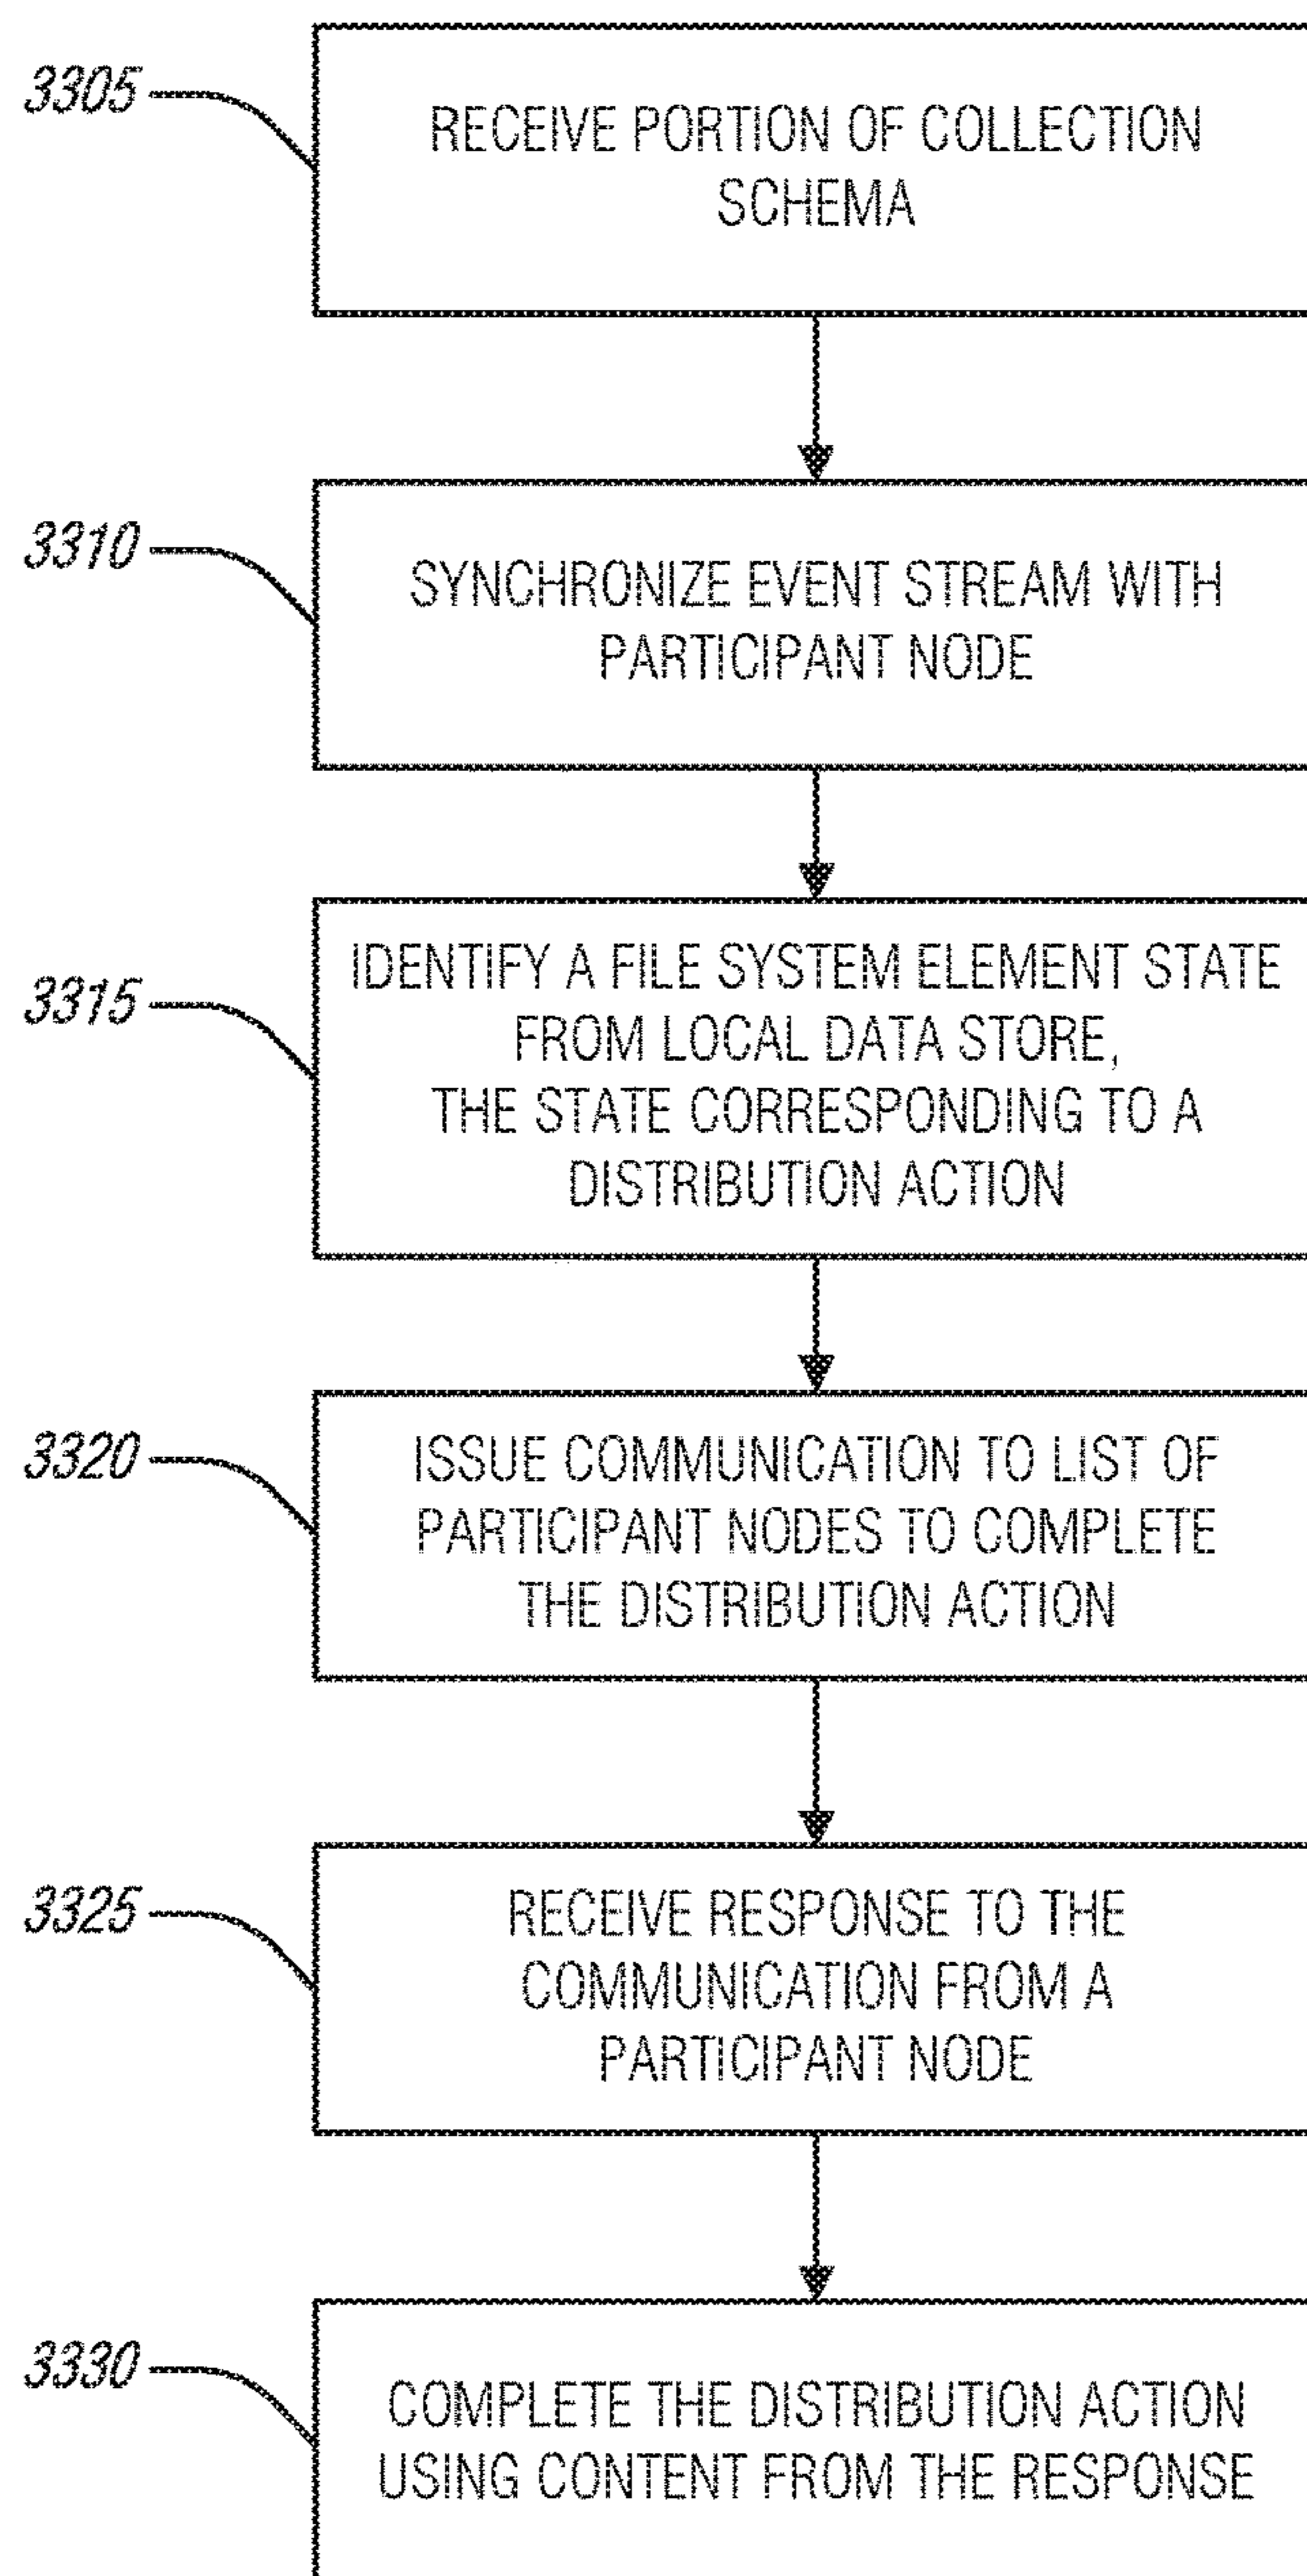 3305
RECEIVE PORTION OF COLLECTION
SCHEMA
3310
SYNCHRONIZE EVENT STREAM WITH
PARTICIPANT NODE
3315
IDENTIFY A FILE SYSTEM ELEMENT STATE
FROM LOCAL DATA STORE,
THE STATE CORRESPONDING TO A
DISTRIBUTION ACTION
3320
ISSUE COMMUNICATION TO LIST OF
PARTICIPANT NODES TO COMPLETE
THE DISTRIBUTION ACTION
3325
RECEIVE RESPONSE TO THE
COMMUNICATION FROM A
PARTICIPANT NODE
3330
COMPLETE THE DISTRIBUTION ACTION
USING CONTENT FROM THE RESPONSE